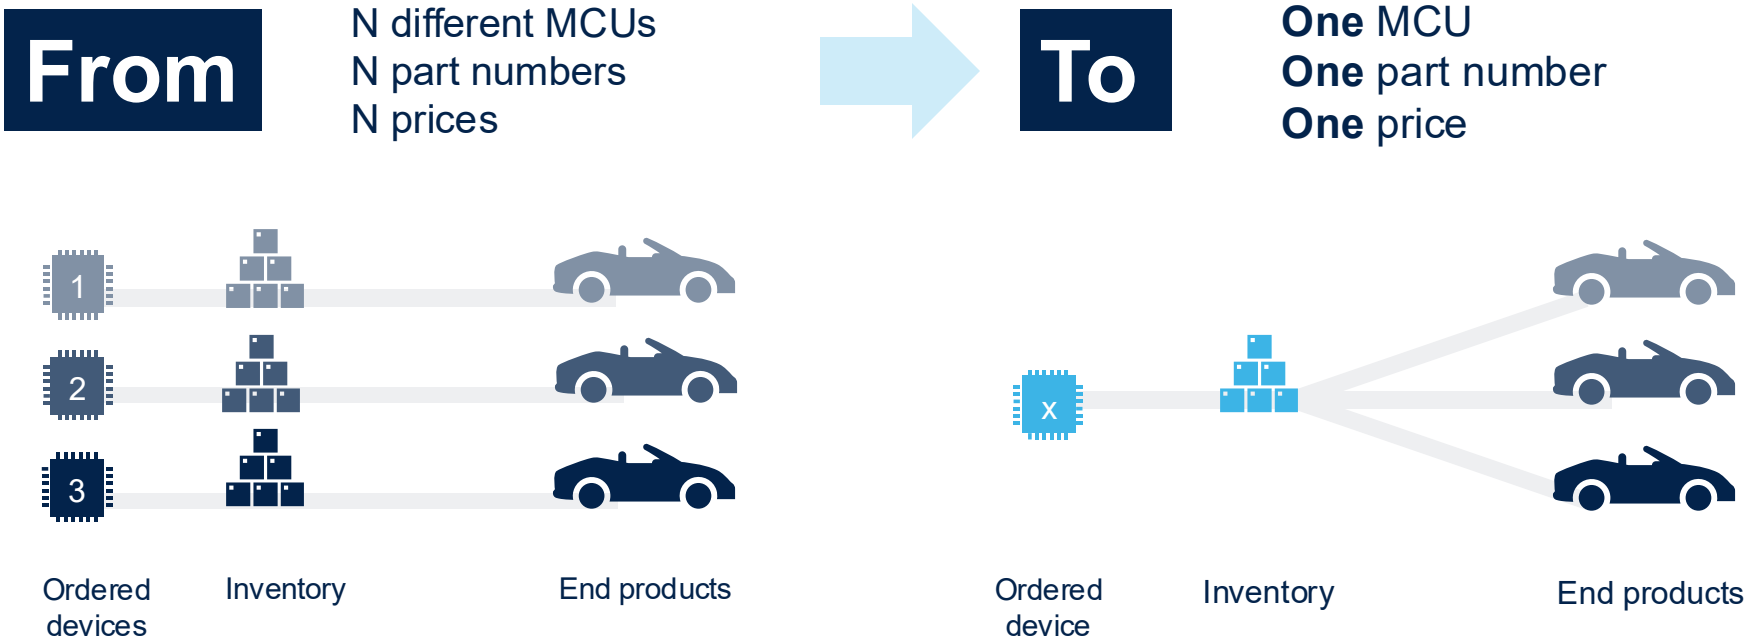 From
N different MCUs
N part numbers
N prices
To
One MCU
One part number
One price
1
2
3
Ordered
devices
Inventory
End products
x
Ordered
device
Inventory
End products